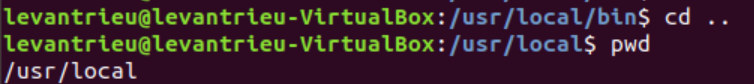 levantrieu@levantrieu-VirtualBox:/usr/local/bin$ cd ..
levantrieu@levantrieu-VirtualBox:/usr/local$ pwd
/usr/local